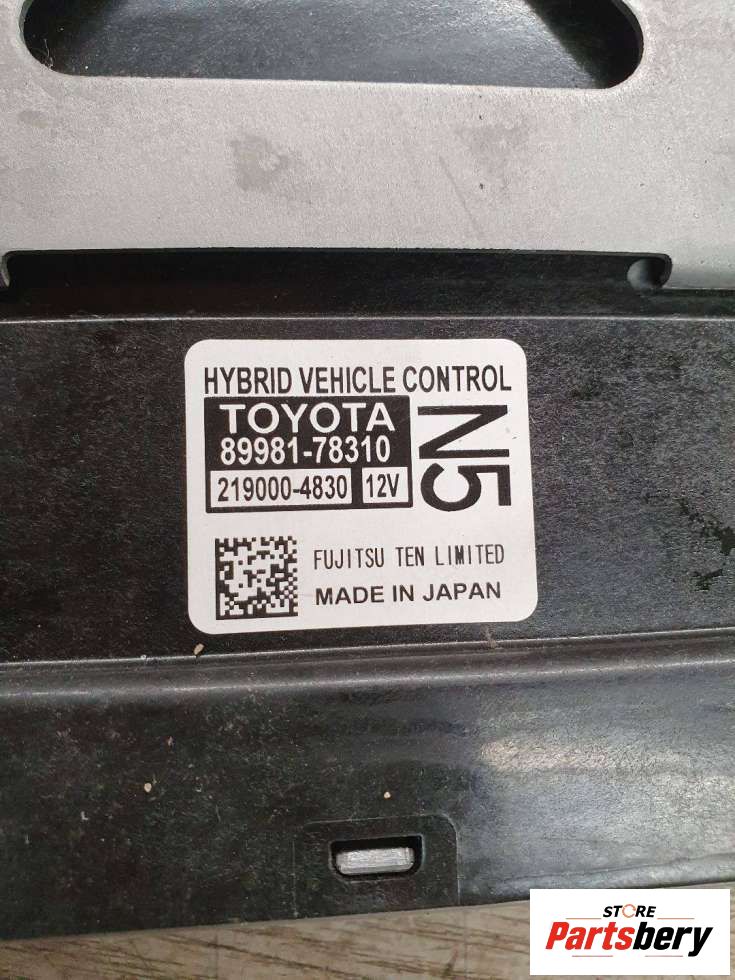 HYBRID VEHICLE CONTROL
TOYOTA
89981-78310
219000-4830 12V
N5
FUJITSU TEN LIMITED
MADE IN JAPAN
STORE
Partsbery